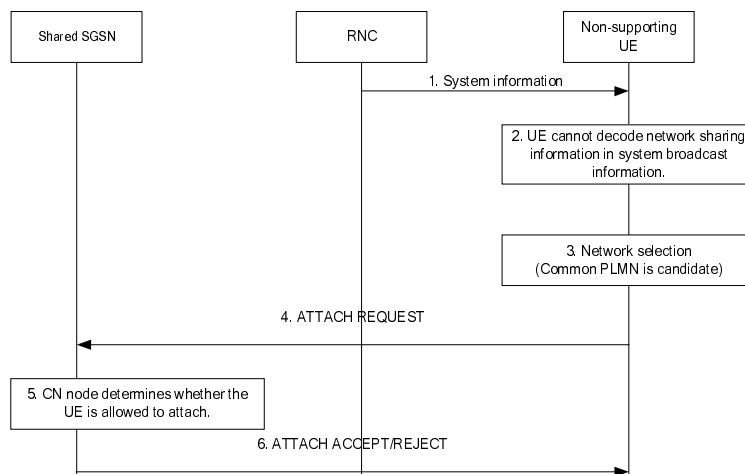 Shared SGSN
RNC
Non-supporting
UE
1. System information
2. UE cannot decode network sharing
information in system broadcast
information.
3. Network selection
(Common PLMN is candidate)
4. ATTACH REQUEST
5. CN node determines whether the
UE is allowed to attach.
6. ATTACH ACCEPT/REJECT